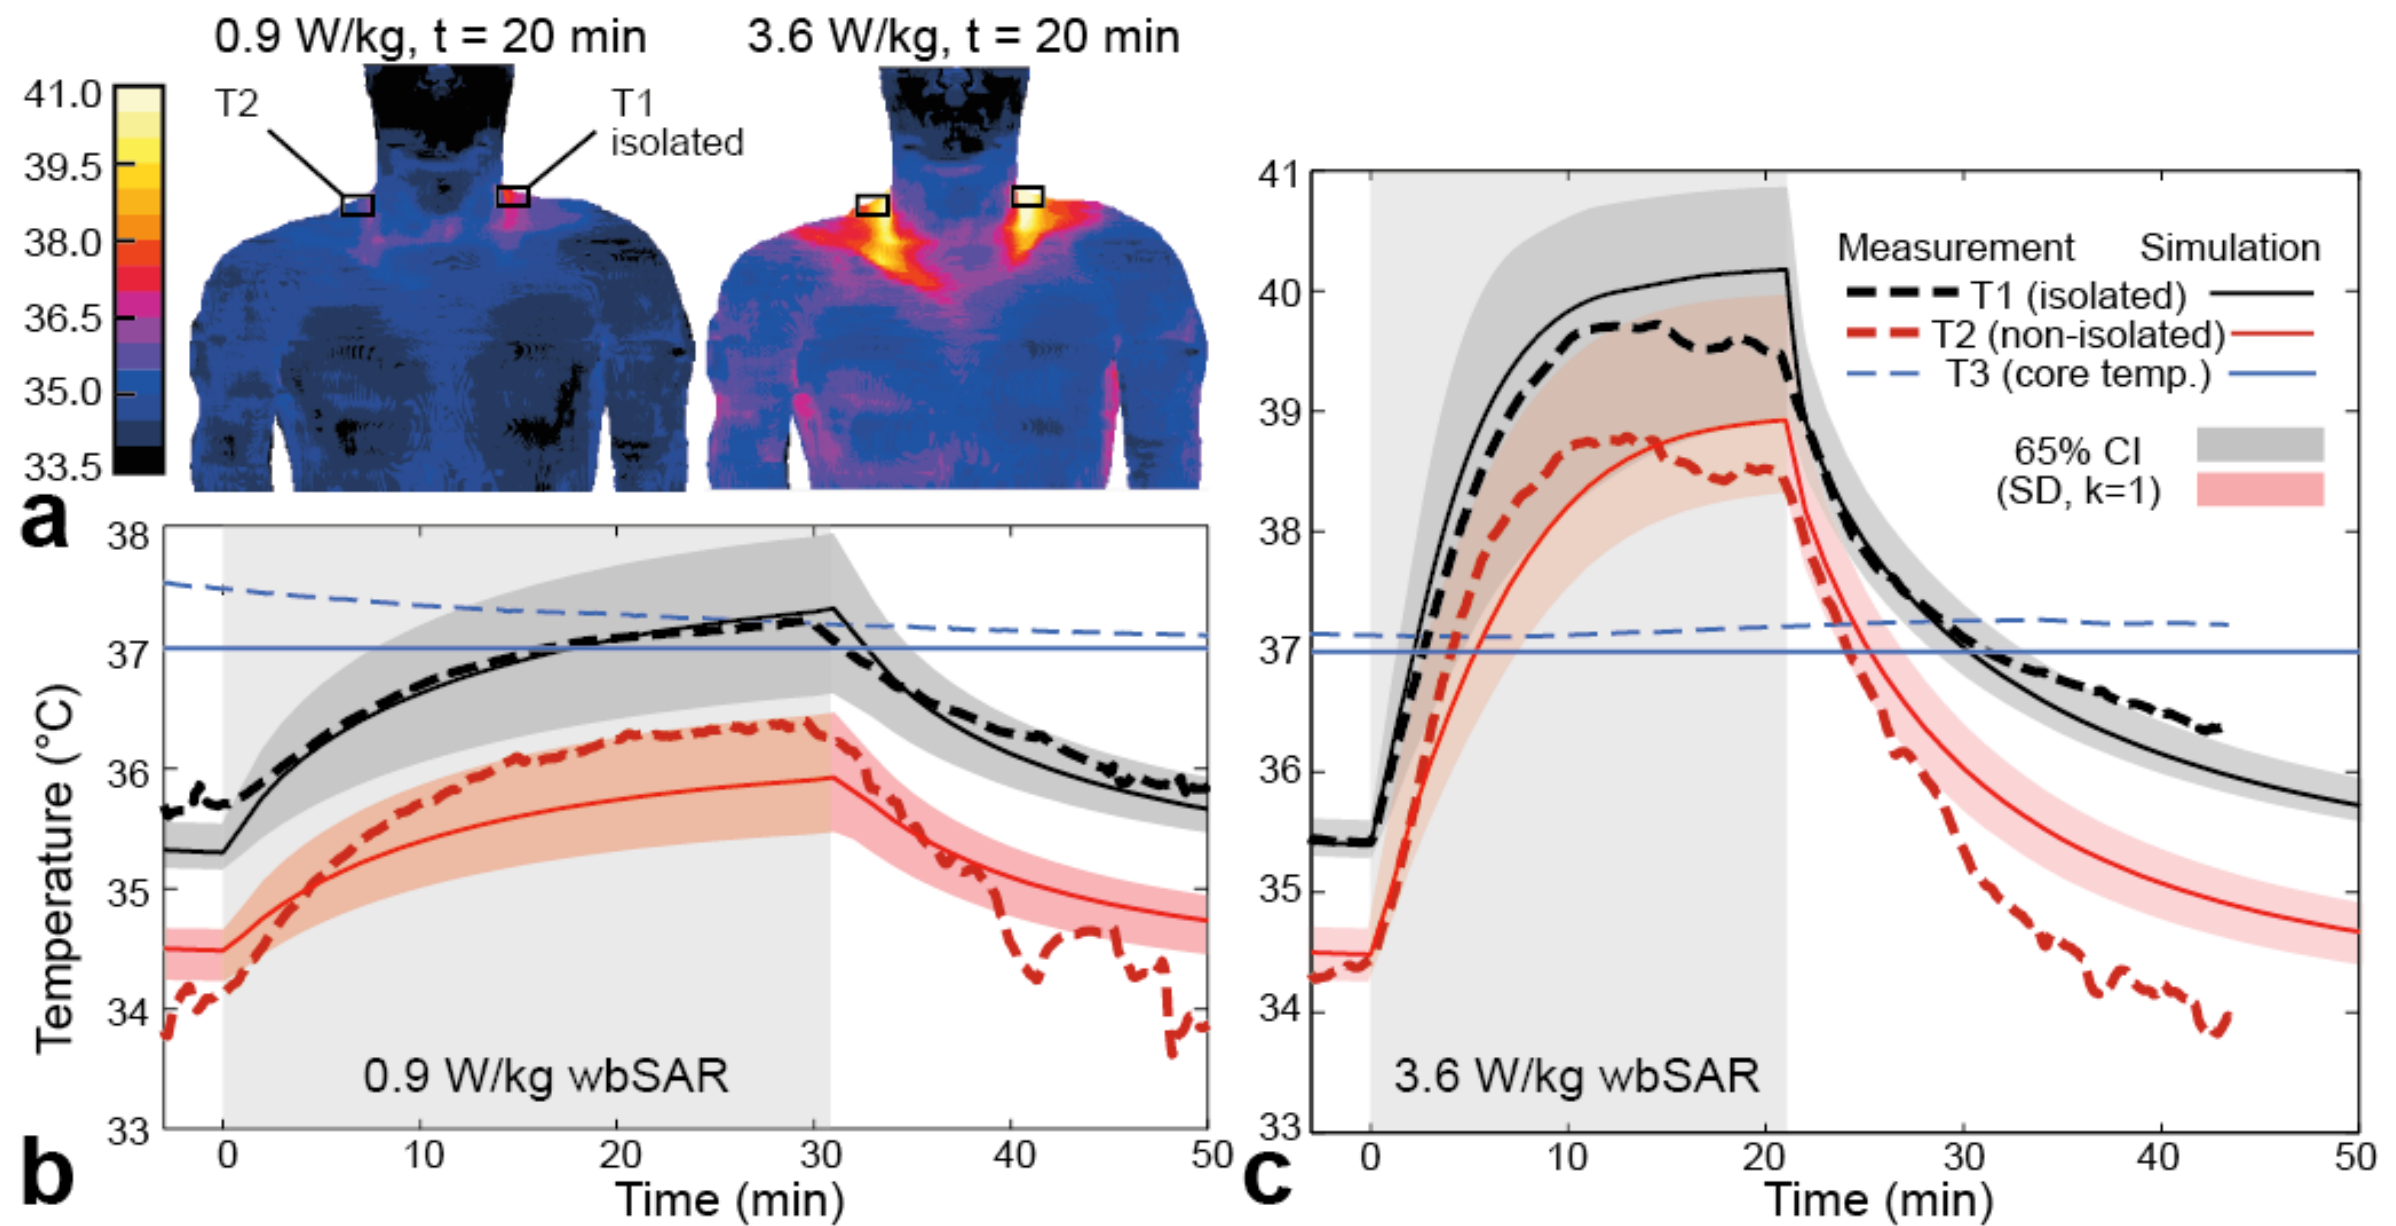 0.9 W/kg, t = 20 min
3.6 W/kg, t = 20 min
41.0
39.5
38.0
36.5
35.0
33.5
T2
T1
isolated
a
38
37
36
35
34
33
Temperature (°C)
0.9 W/kg wbSAR
0 10 20 30 40 50
Time (min)
b
41
40
39
38
37
36
35
34
33
Measurement Simulation
T1 (isolated)
T2 (non-isolated)
T3 (core temp.)
65% CI
(SD, k=1)
3.6 W/kg wbSAR
0 10 20 30 40 50
Time (min)
c